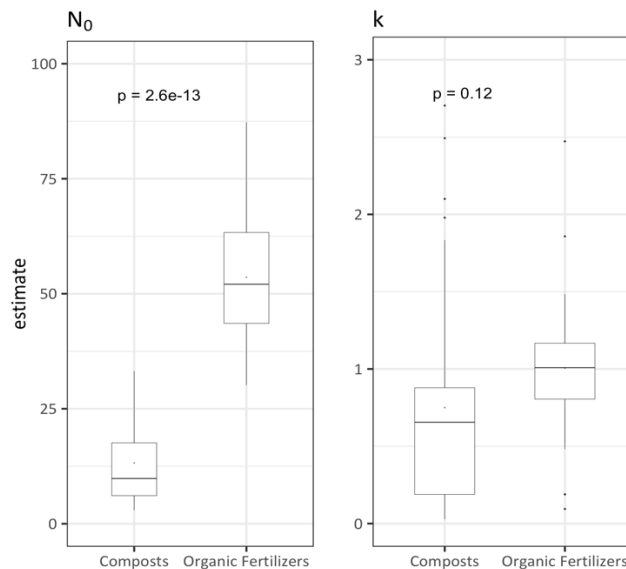 N₀
k
estimate
100
75
50
25
0
p = 2.6e-13
Composts Organic Fertilizers
3
2
1
0
p = 0.12
Composts Organic Fertilizers